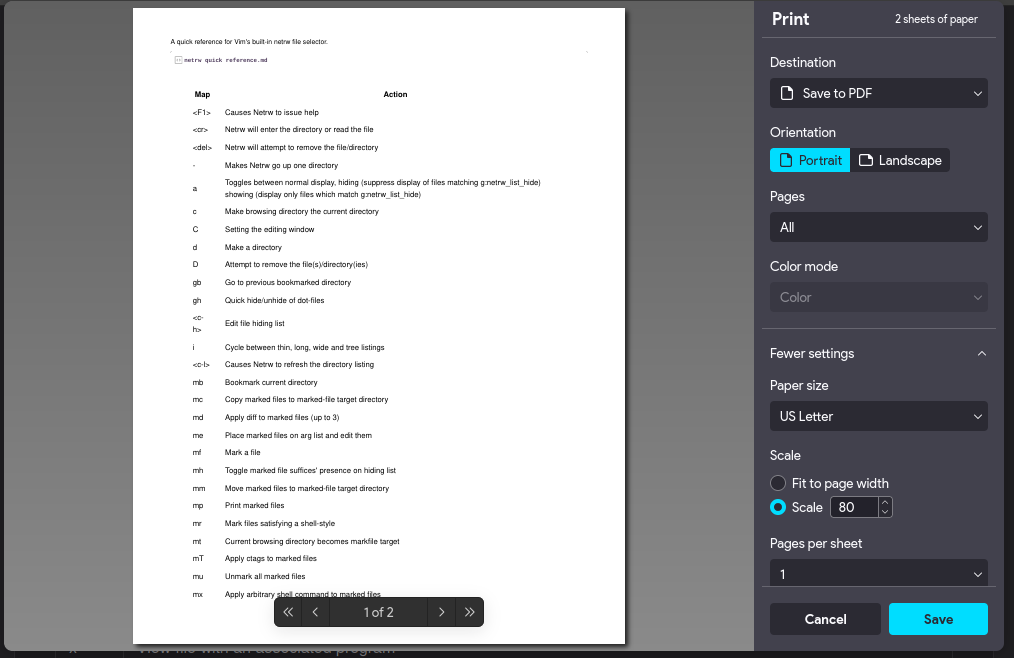 A quick reference for Vim's built-in netrw file selector.
netrw quick reference.md
Map Action
<F1> Causes Netrw to issue help
<cr> Netrw will enter the directory or read the file
<del> Netrw will attempt to remove the file/directory
- Makes Netrw go up one directory
a Toggles between normal display, hiding (suppress display of files matching g:netrw_list_hide)
showing (display only files which match g:netrw_list_hide)
c Make browsing directory the current directory
C Setting the editing window
d Make a directory
D Attempt to remove the file(s)/directory(ies)
gb Go to previous bookmarked directory
gh Quick hide/unhide of dot-files
<c-
h> Edit file hiding list
i Cycle between thin, long, wide and tree listings
<c-l> Causes Netrw to refresh the directory listing
mb Bookmark current directory
mc Copy marked files to marked-file target directory
md Apply diff to marked files (up to 3)
me Place marked files on arg list and edit them
mf Mark a file
mh Toggle marked file suffices' presence on hiding list
mm Move marked files to marked-file target directory
mp Print marked files
mr Mark files satisfying a shell-style
mt Current browsing directory becomes markfile target
mT Apply ctags to marked files
mu Unmark all marked files
mx Apply arbitrary shell command to marked files
1 of 2
View file with an associated program
Print 2 sheets of paper
Destination
Save to PDF
Orientation
Portrait Landscape
Pages
All
Color mode
Color
Fewer settings
Paper size
US Letter
Scale
Fit to page width
Scale 80
Pages per sheet
1
Cancel Save